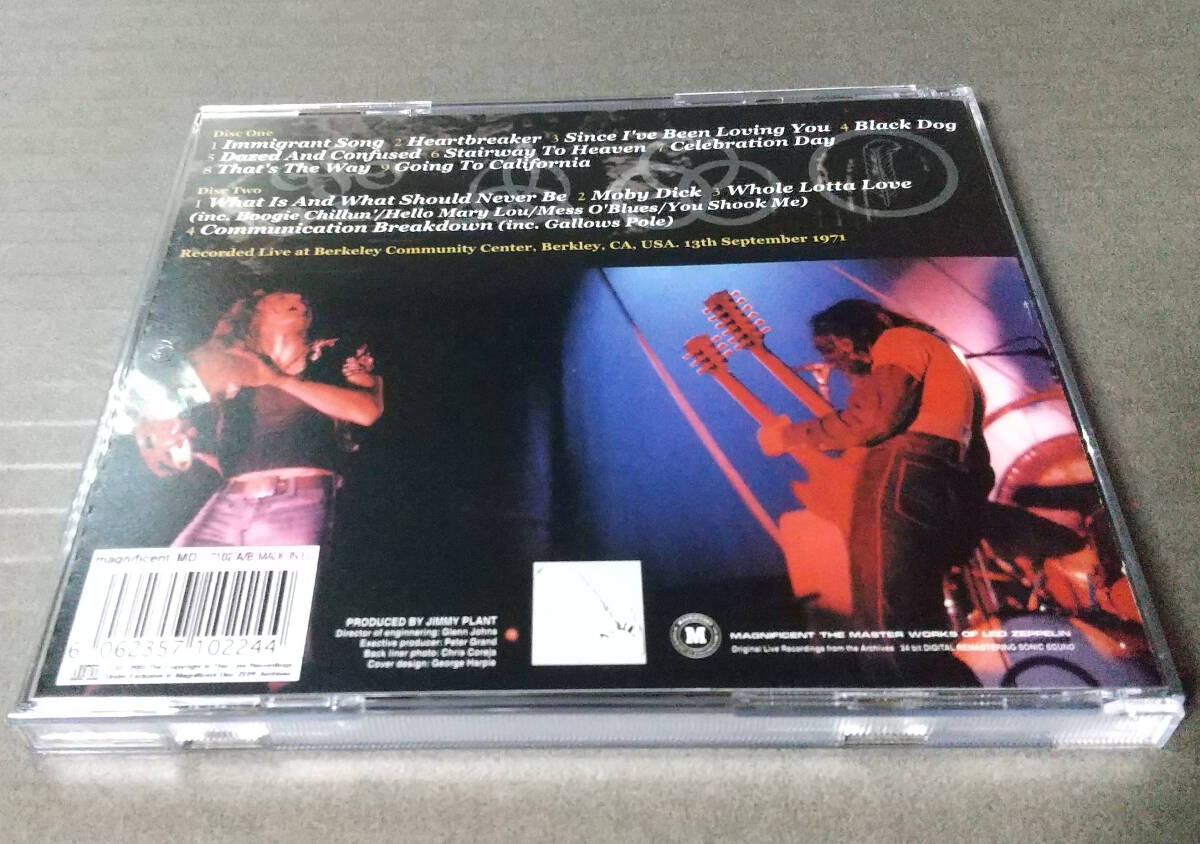 Disc One
1 Immigrant Song 2 Heartbreaker 3 Since I've Been Loving You 4 Black Dog
5 Dazed And Confused 6 Stairway To Heaven 7 Celebration Day
8 That's The Way 9 Going To California
Disc Two
1 What Is And What Should Never Be 2 Moby Dick 3 Whole Lotta Love
(inc. Boogie Chillun'/Hello Mary Lou/Mess O'Blues/You Shook Me)
4 Communication Breakdown (inc. Gallows Pole)
Recorded Live at Berkeley Community Center, Berkley, CA, USA. 13th September 1971
magnificent MD 7102 A/B MADE IN
6 062357 102244
PRODUCED BY JIMMY PLANT
Director of enginnering: Glenn Johns
Exective producer: Peter Grand
Back liner photo: Chris Coreja
Cover design: George Harpie
M
MAGNIFICENT THE MASTER WORKS OF LED ZEPPELIN
Original Live Recordings from the Archives 24 bit DIGITAL REMASTERING SONIC SOUND